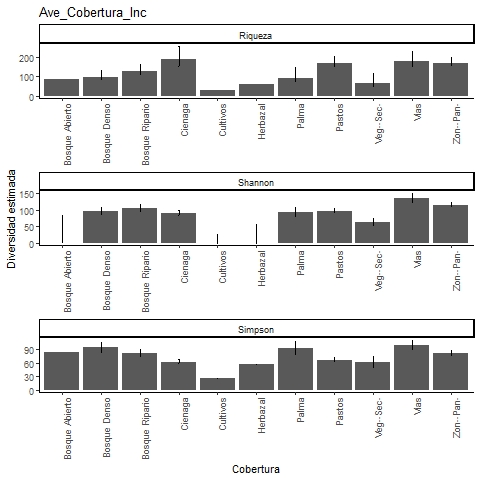 Ave_Cobertura_Inc
Riqueza
200
100
0
Bosque Abierto
Bosque Denso
Bosque Ripario
Cienaga
Cultivos
Herbazal
Palma
Pastos
Veg--Sec-
Vias
Zon--Pan-
Diversidad estimada
Shannon
150
100
50
0
Bosque Abierto
Bosque Denso
Bosque Ripario
Cienaga
Cultivos
Herbazal
Palma
Pastos
Veg--Sec-
Vias
Zon--Pan-
Simpson
90
60
30
0
Bosque Abierto
Bosque Denso
Bosque Ripario
Cienaga
Cultivos
Herbazal
Palma
Pastos
Veg--Sec-
Vias
Zon--Pan-
Cobertura